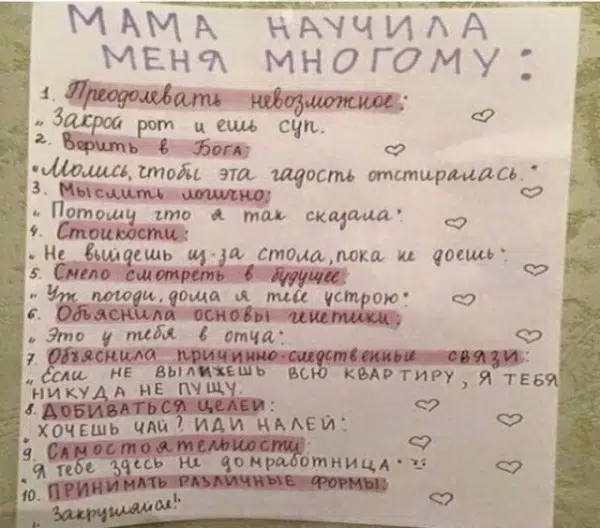 МАМА НАУЧИЛА
МЕНЯ МНОГОМУ:
1. Преодолевать невозможное:
„Закрой рот и ешь суп.
2. Верить в Бога:
„Молись, чтобы эта гадость отстиралась."
3. Мыслить логично:
„Потому что я так сказала"
4. Стойкости:
„Не выйдешь из-за стола, пока не доешь"
5. Смело смотреть в будущее
„Уж погоди, дома я тебе устрою"
6. Объяснила основы генетики:
„Это у тебя в отца"
7. Объяснила причинно-следственные связи:
„Если НЕ ВЫЛИЖЕШЬ ВСЮ КВАРТИРУ, Я ТЕБЯ
НИКУДА НЕ ПУЩУ.
8. ДОБИВАТЬСЯ ЦЕЛЕЙ:
„ХОЧЕШЬ ЧАЙ? ИДИ НАЛЕЙ"
9. Самостоятельности:
„Я тебе здесь не домработница"
10. ПРИНИМАТЬ РАЗЛИЧНЫЕ ФОРМЫ:
„Закругляйся!"